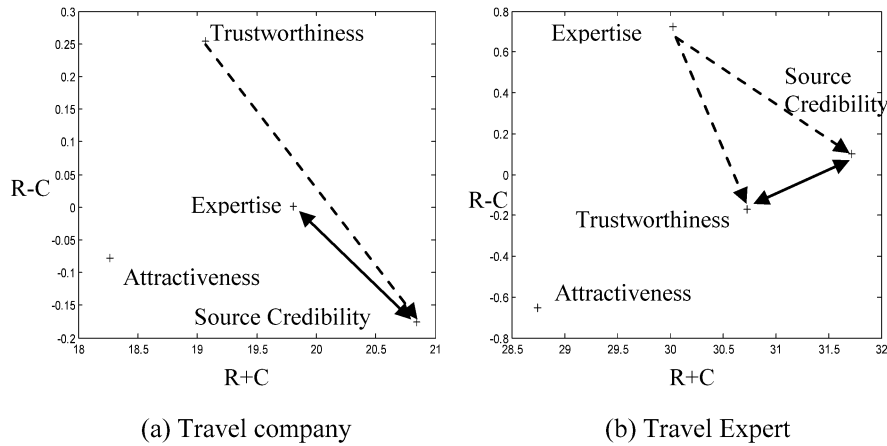 0.3
Trustworthiness
0.25
0.2
0.15
0.1
0.05
R-C
0
Expertise
-0.05
Attractiveness
-0.1
-0.15
Source Credibility
-0.2
18 18.5 19 19.5 20 20.5 21
R+C
(a) Travel company
0.8
Expertise
0.6
Source
Credibility
0.4
0.2
0
R-C
-0.2
Trustworthiness
-0.4
Attractiveness
-0.6
-0.8
28.5 29 29.5 30 30.5 31 31.5 32
R+C
(b) Travel Expert